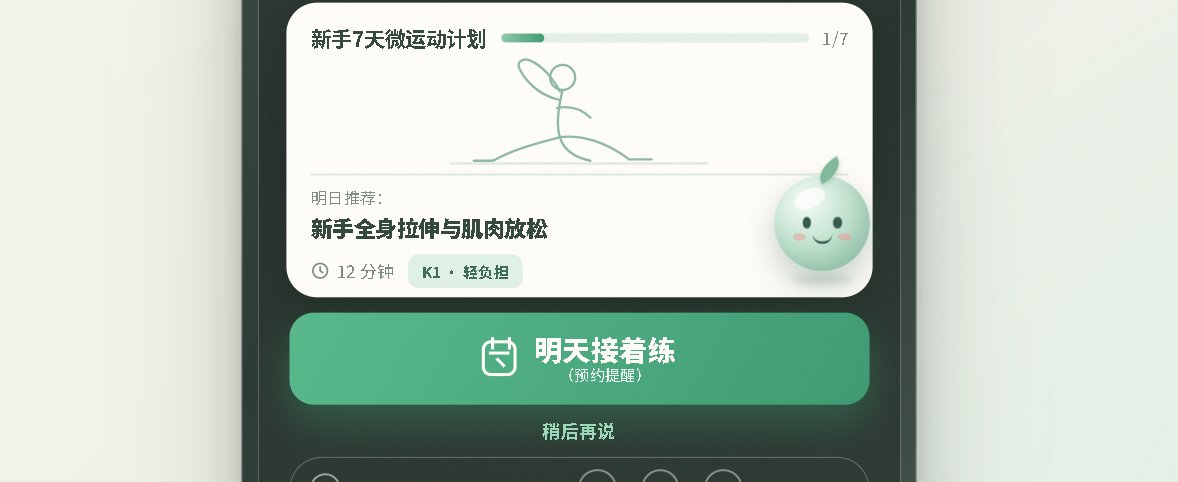 新手7天微运动计划 1/7
明日推荐：
新手全身拉伸与肌肉放松
12 分钟 K1 · 轻负担
明天接着练
（预约提醒）
稍后再说